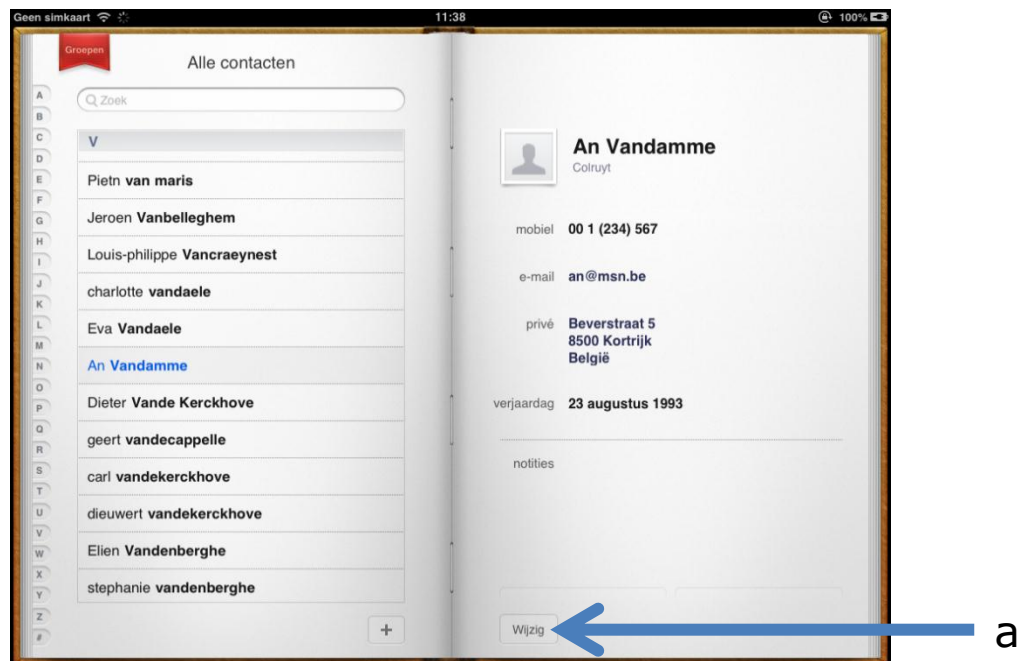 Geen simkaart 11:38 100%
Groepen
Alle contacten
Zoek
A
B
C
D
E
F
G
H
I
J
K
L
M
N
O
P
Q
R
S
T
U
V
W
X
Y
Z
#
V
Pietn van maris
Jeroen Vanbelleghem
Louis-philippe Vancraeynest
charlotte vandaele
Eva Vandaele
An Vandamme
Dieter Vande Kerckhove
geert vandecappelle
carl vandekerckhove
dieuwert vandekerckhove
Elien Vandenberghe
stephanie vandenberghe
+
An Vandamme
Colruyt
mobiel 00 1 (234) 567
e-mail an@msn.be
privé Beverstraat 5
8500 Kortrijk
België
verjaardag 23 augustus 1993
notities
Wijzig
a